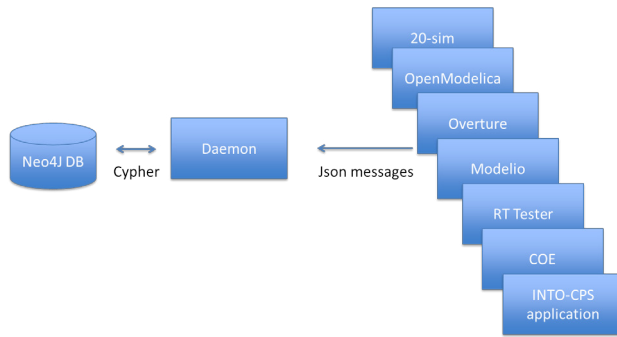 20-sim
OpenModelica
Overture
Neo4J DB
Cypher
Daemon
Json messages
Modelio
RT Tester
COE
INTO-CPS
application